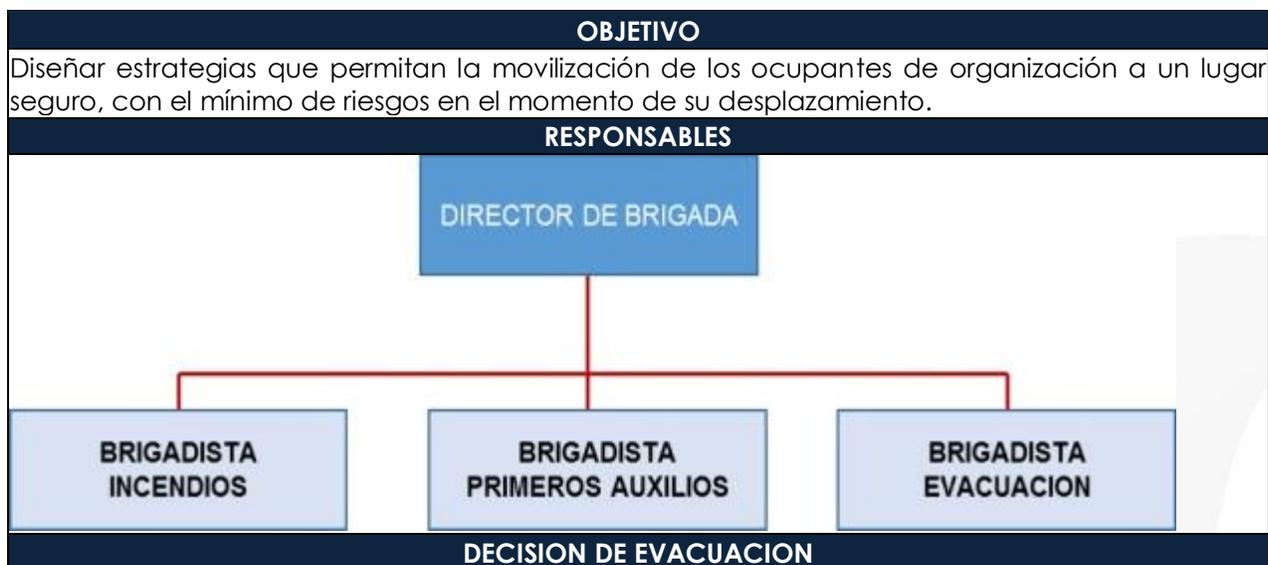 OBJETIVO
Diseñar estrategias que permitan la movilización de los ocupantes de organización a un lugar
seguro, con el mínimo de riesgos en el momento de su desplazamiento.
RESPONSABLES
DIRECTOR DE BRIGADA
BRIGADISTA
INCENDIOS
BRIGADISTA
PRIMEROS AUXILIOS
BRIGADISTA
EVACUACION
DECISION DE EVACUACION